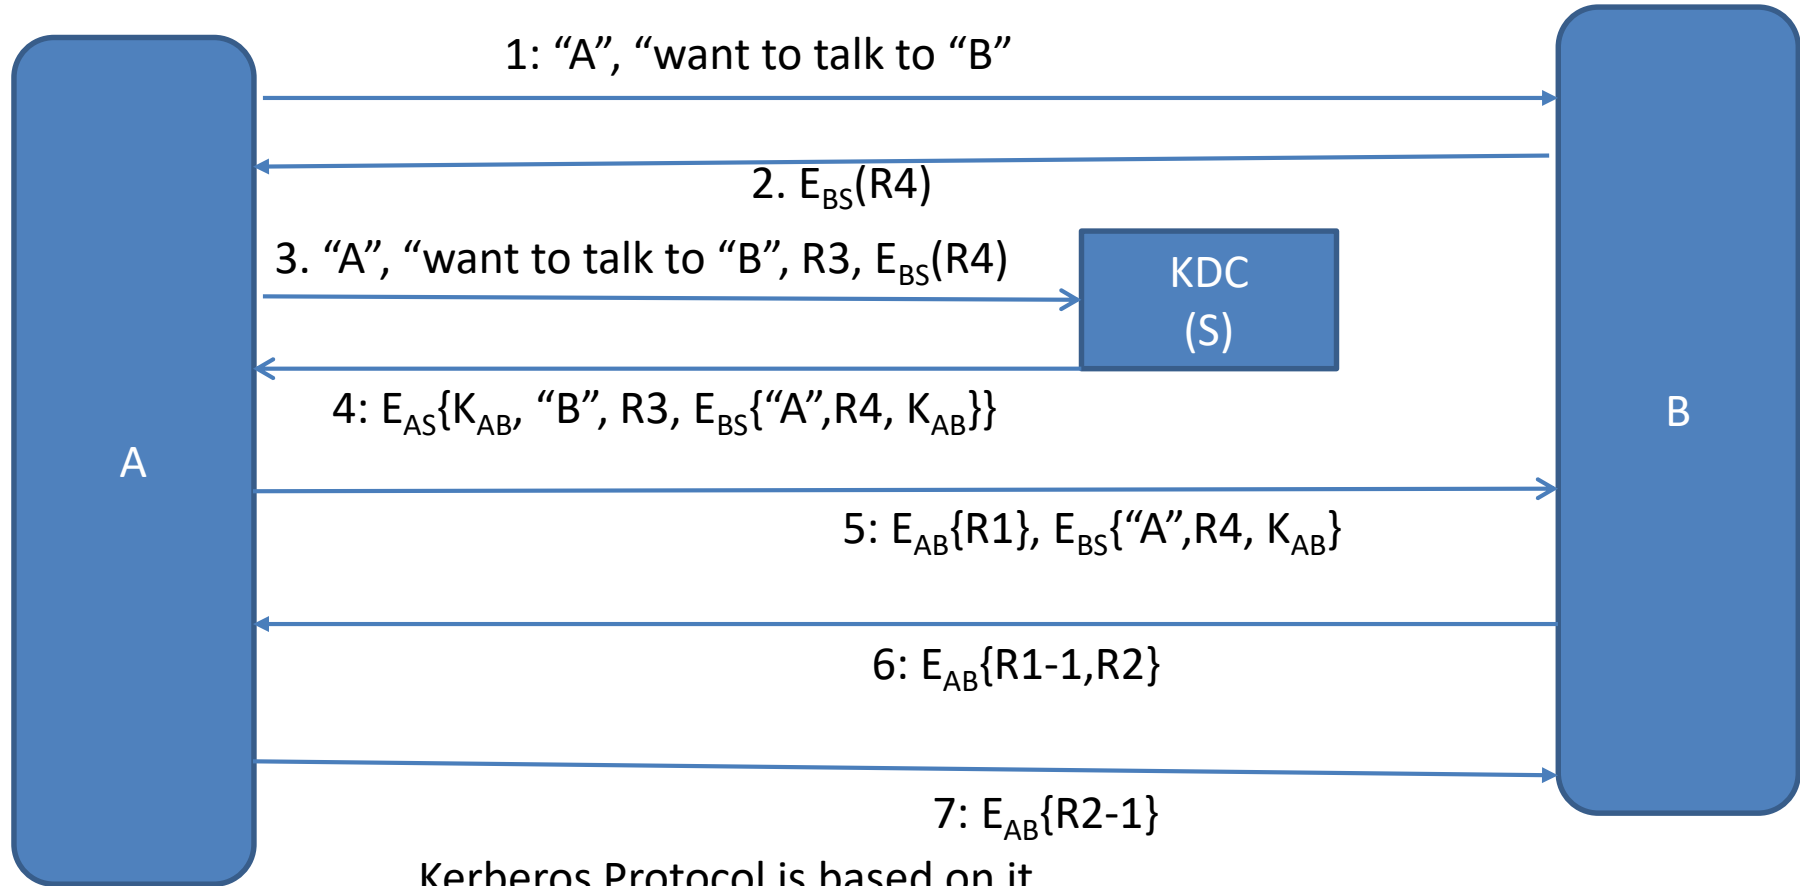 1: “A”, “want to talk to “B”
2. E_BS(R4)
3. “A”, “want to talk to “B”, R3, E_BS(R4)
KDC
(S)
4: E_AS{K_AB, “B”, R3, E_BS{“A”,R4, K_AB}}
A
B
5: E_AB{R1}, E_BS{“A”,R4, K_AB}
6: E_AB{R1-1,R2}
7: E_AB{R2-1}
Kerberos Protocol is based on it